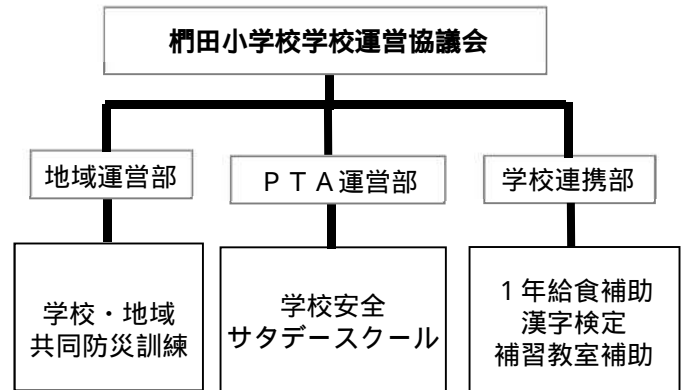 椚田小学校学校運営協議会
地域運営部
ＰＴＡ運営部
学校連携部
学校・地域
共同防災訓練
学校安全
サタデースクール
１年給食補助
漢字検定
補習教室補助